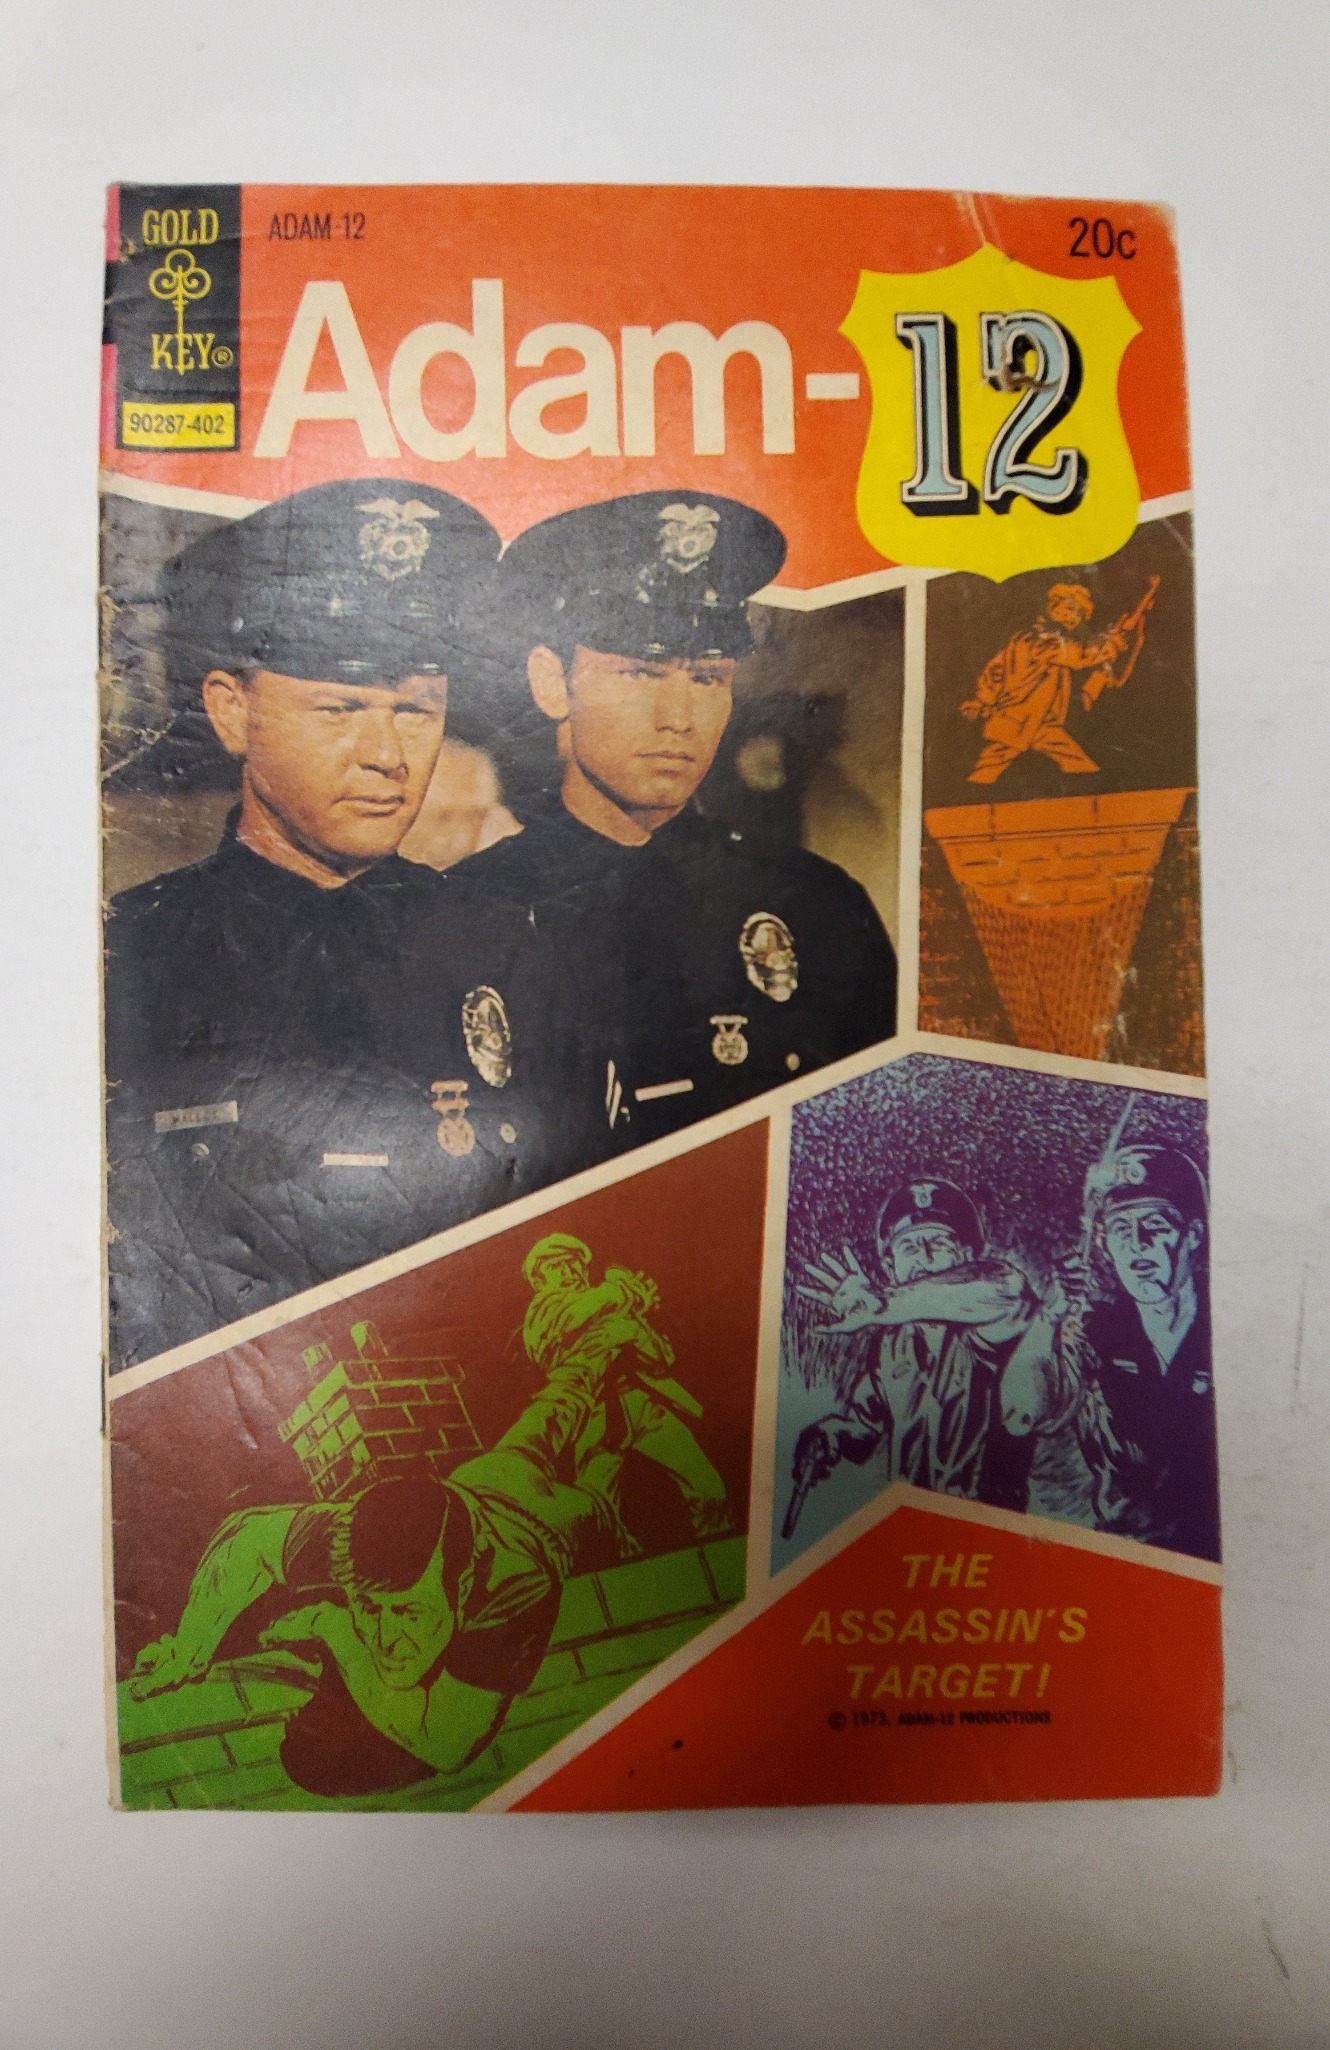 GOLD
KEY®
90287-402
ADAM-12
20c
Adam-12
THE
ASSASSIN'S
TARGET!
© 1973, ADAM-12 PRODUCTIONS